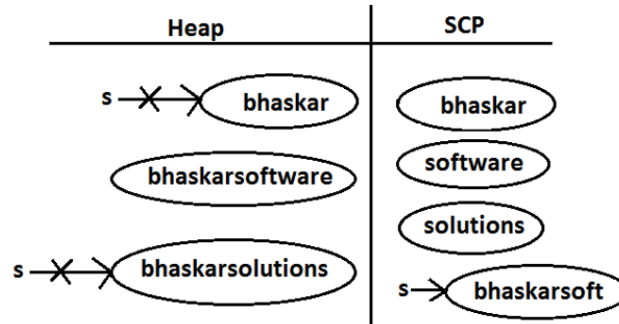 Heap SCP
s bhaskar bhaskar
bhaskarsoftware software
solutions
s bhaskarsolutions
s bhaskarsoft